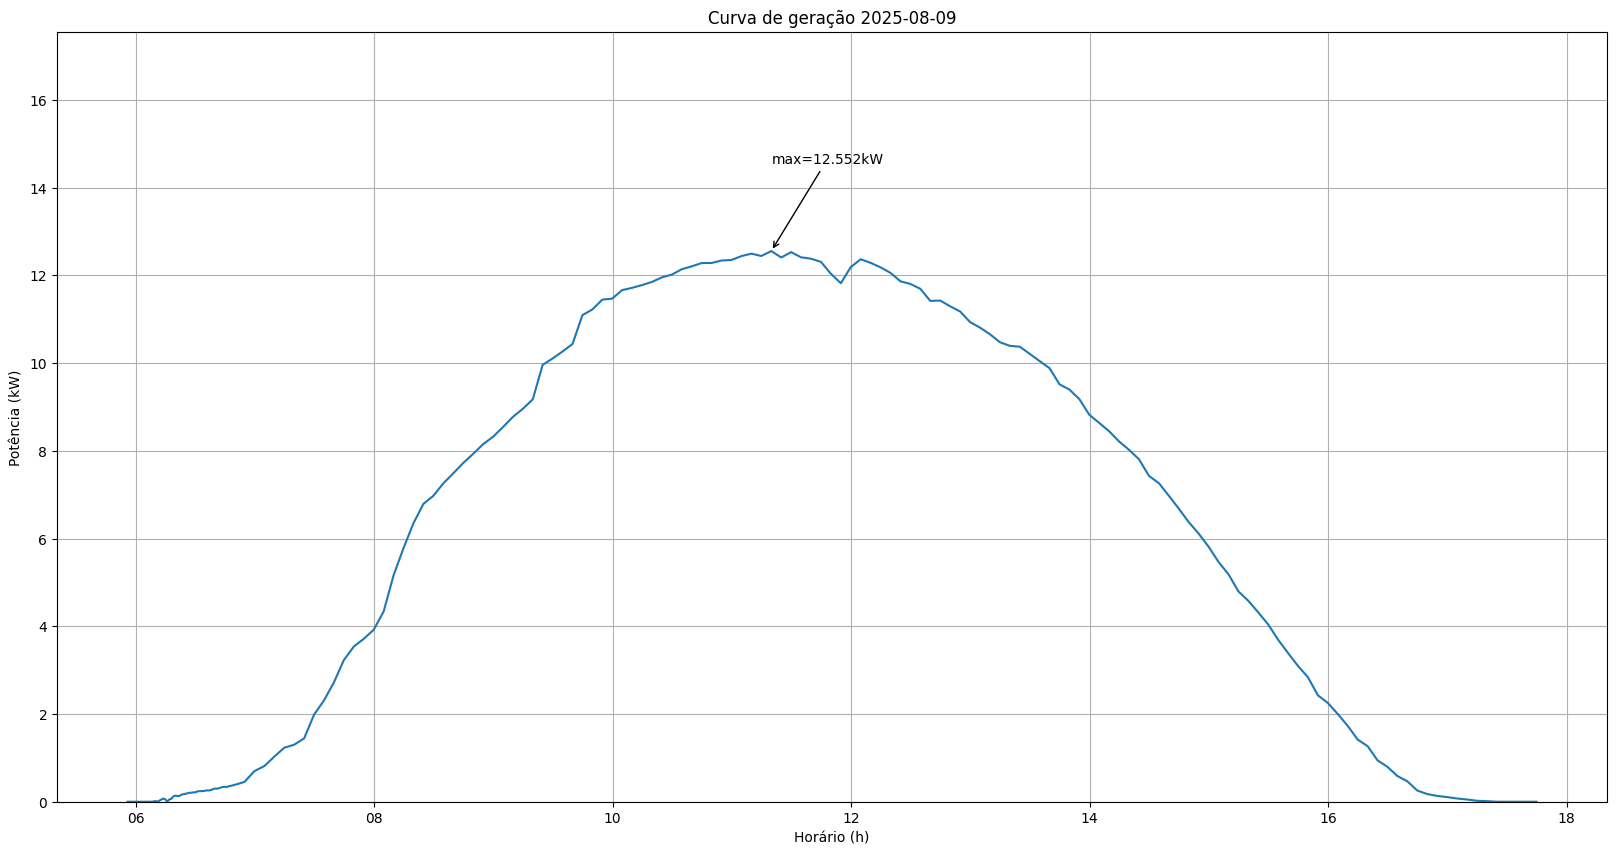 Curva de geração 2025-08-09
max=12.552kW
Potência (kW)
16
14
12
10
8
6
4
2
0
06 08 10 12 14 16 18
Horário (h)